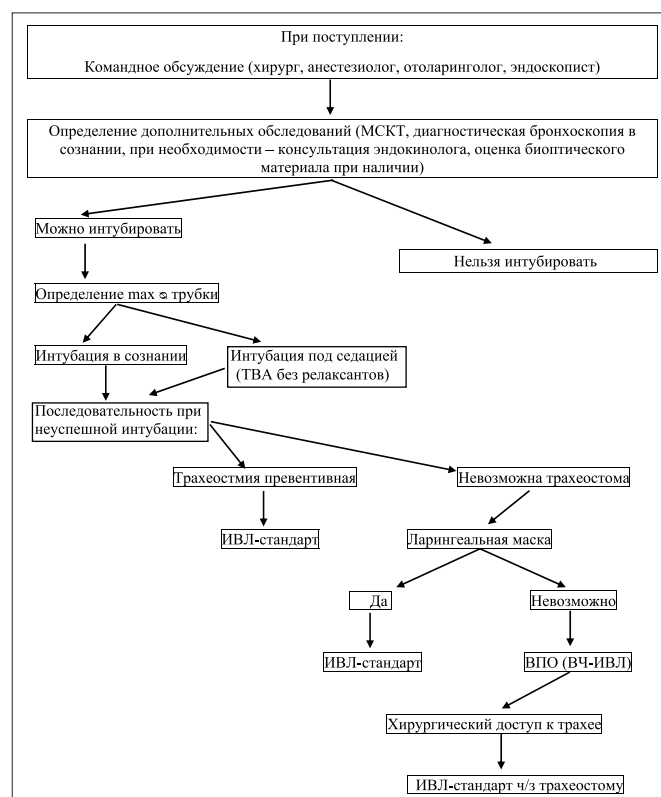 При поступлении:
Командное обсуждение (хирург, анестезиолог, отоларинголог, эндоскопист)
Определение дополнительных обследований (МСКТ, диагностическая бронхоскопия в
сознании, при необходимости – консультация эндокринолога, оценка биоптического
материала при наличии)
Можно интубировать
Нельзя интубировать
Определение max ⦰ трубки
Интубация в сознании
Интубация под седацией
(ТВА без релаксантов)
Последовательность при
неуспешной интубации:
Трахеостмия превентивная
Невозможна трахеостома
ИВЛ-стандарт
Ларингеальная маска
Да
Невозможно
ИВЛ-стандарт
ВПО (ВЧ-ИВЛ)
Хирургический доступ к трахее
ИВЛ-стандарт ч/з трахеостому